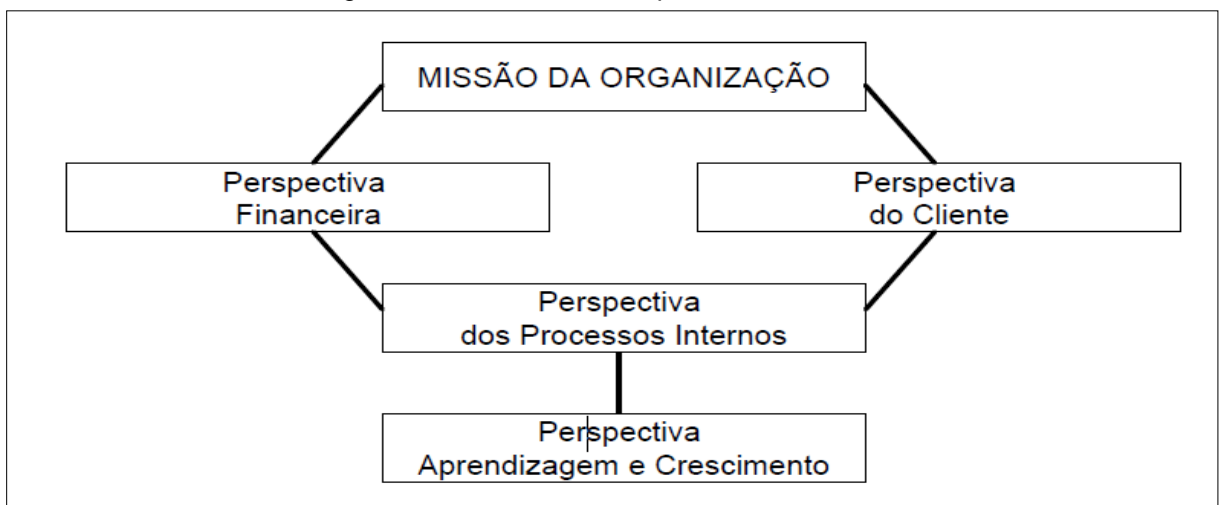 MISSÃO DA ORGANIZAÇÃO
Perspectiva
Financeira
Perspectiva
do Cliente
Perspectiva
dos Processos Internos
Perspectiva
Aprendizagem e Crescimento